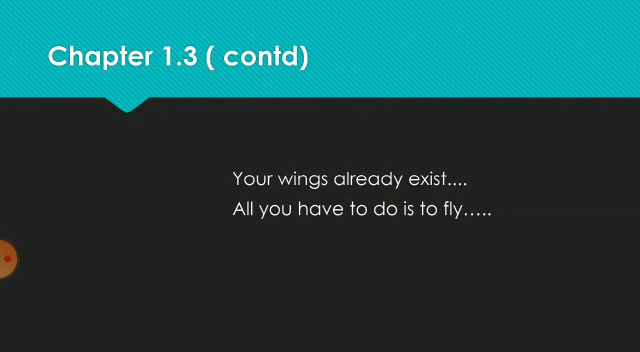 Chapter 1.3 ( contd)
Your wings already exist....
All you have to do is to fly.....